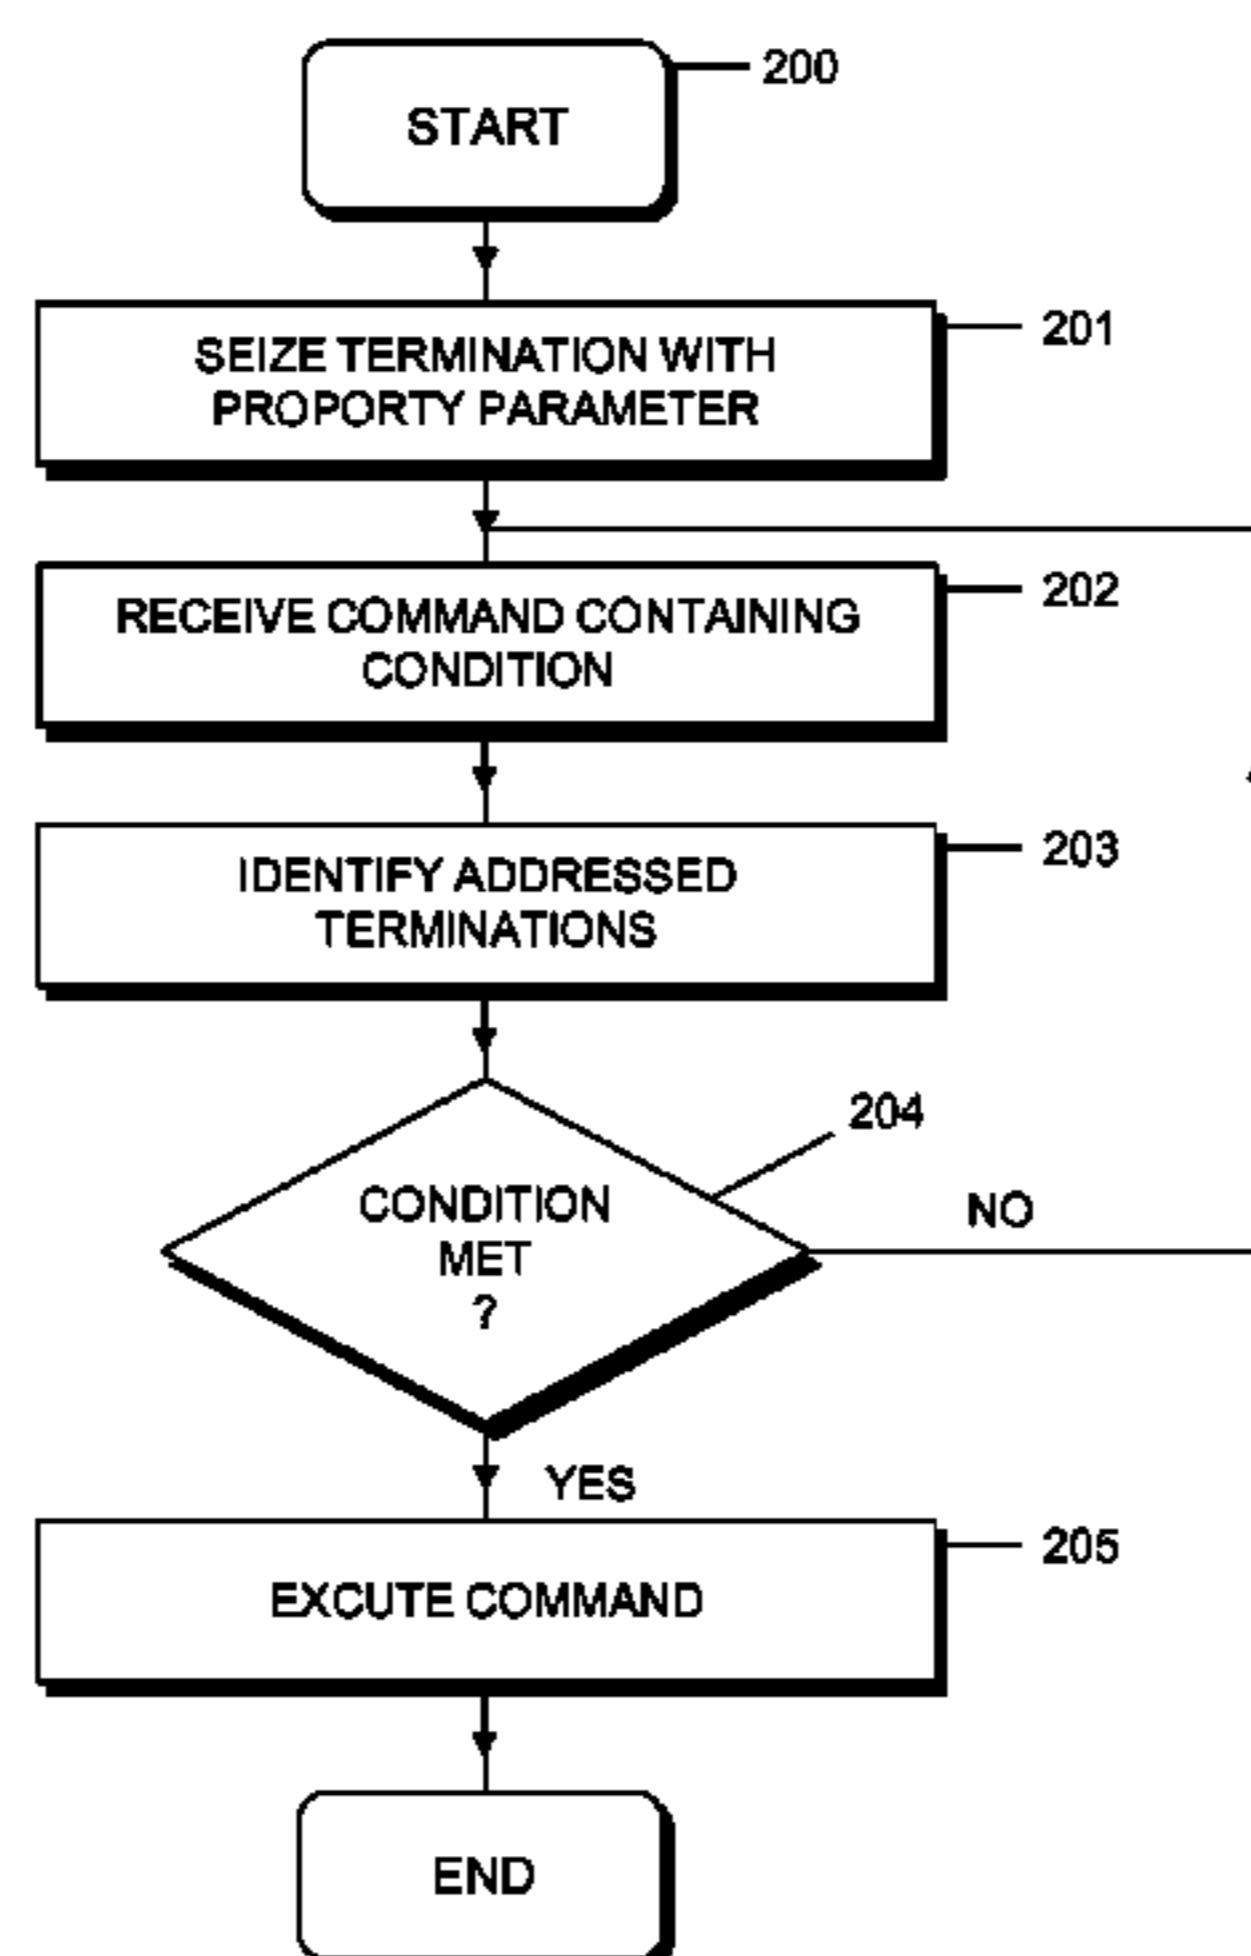 START
200
SEIZE TERMINATION WITH
PROPORTY PARAMETER
201
RECEIVE COMMAND CONTAINING
CONDITION
202
IDENTIFY ADDRESSED
TERMINATIONS
203
204
CONDITION
MET
?
NO
YES
EXCUTE COMMAND
205
END